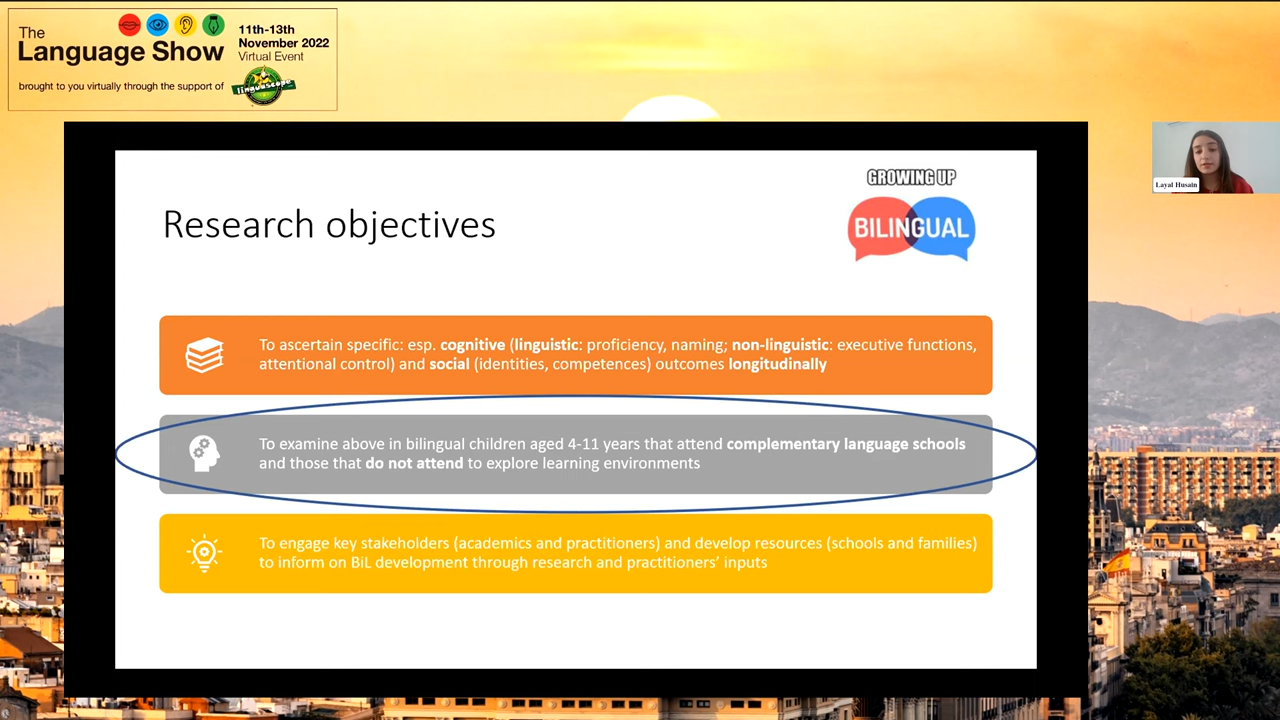 The
Language Show
11th-13th
November 2022
Virtual Event
brought to you virtually through the support of
linguascope
Layal Husain
GROWING UP
BILINGUAL
Research objectives
To ascertain specific: esp. cognitive (linguistic: proficiency, naming; non-linguistic: executive functions,
attentional control) and social (identities, competences) outcomes longitudinally
To examine above in bilingual children aged 4-11 years that attend complementary language schools
and those that do not attend to explore learning environments
To engage key stakeholders (academics and practitioners) and develop resources (schools and families)
to inform on BiL development through research and practitioners’ inputs